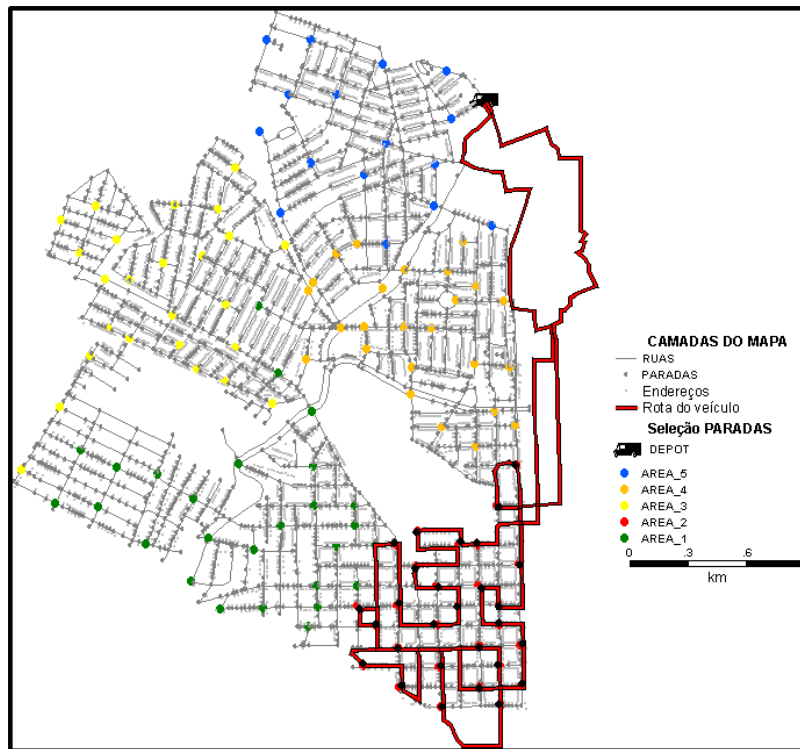 CAMADAS DO MAPA
RUAS
PARADAS
Endereços
Rota do veículo
Seleção PARADAS
DEPOT
AREA_5
AREA_4
AREA_3
AREA_2
AREA_1
0 .3 .6
km